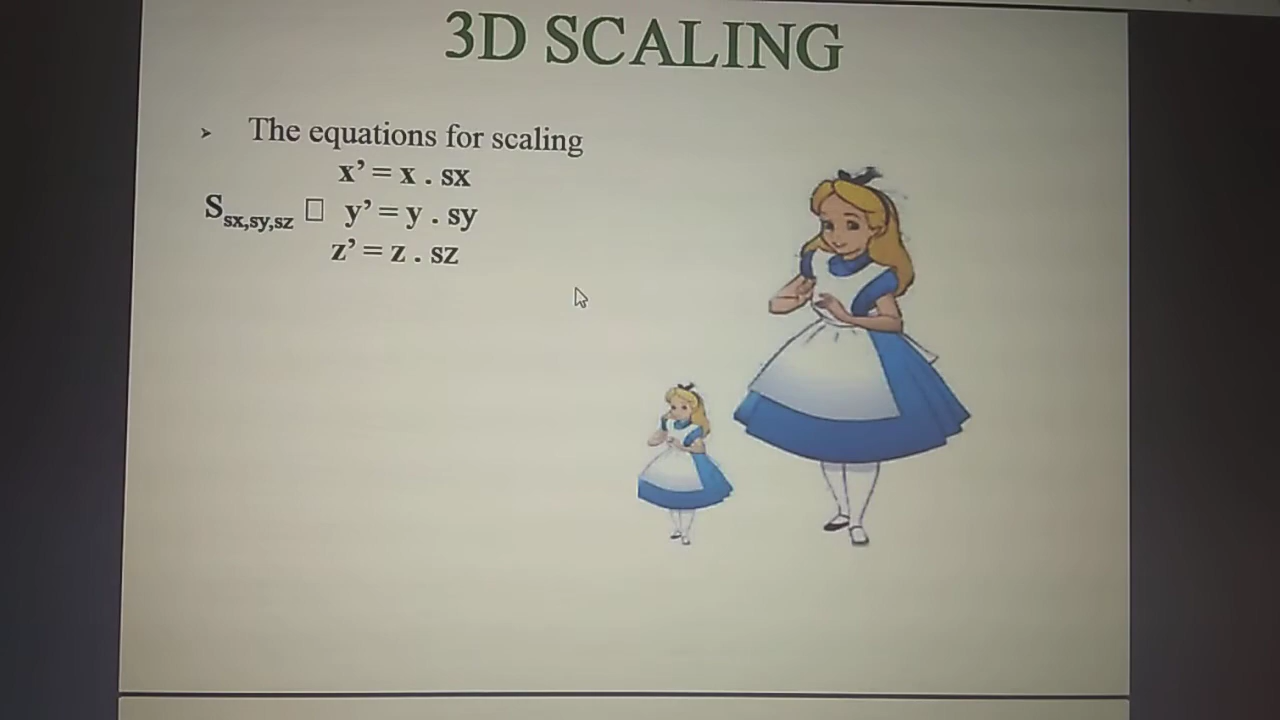 3D SCALING
➢ The equations for scaling
x’ = x . sx
Ssx,sy,sz □ y’ = y . sy
z’ = z . sz